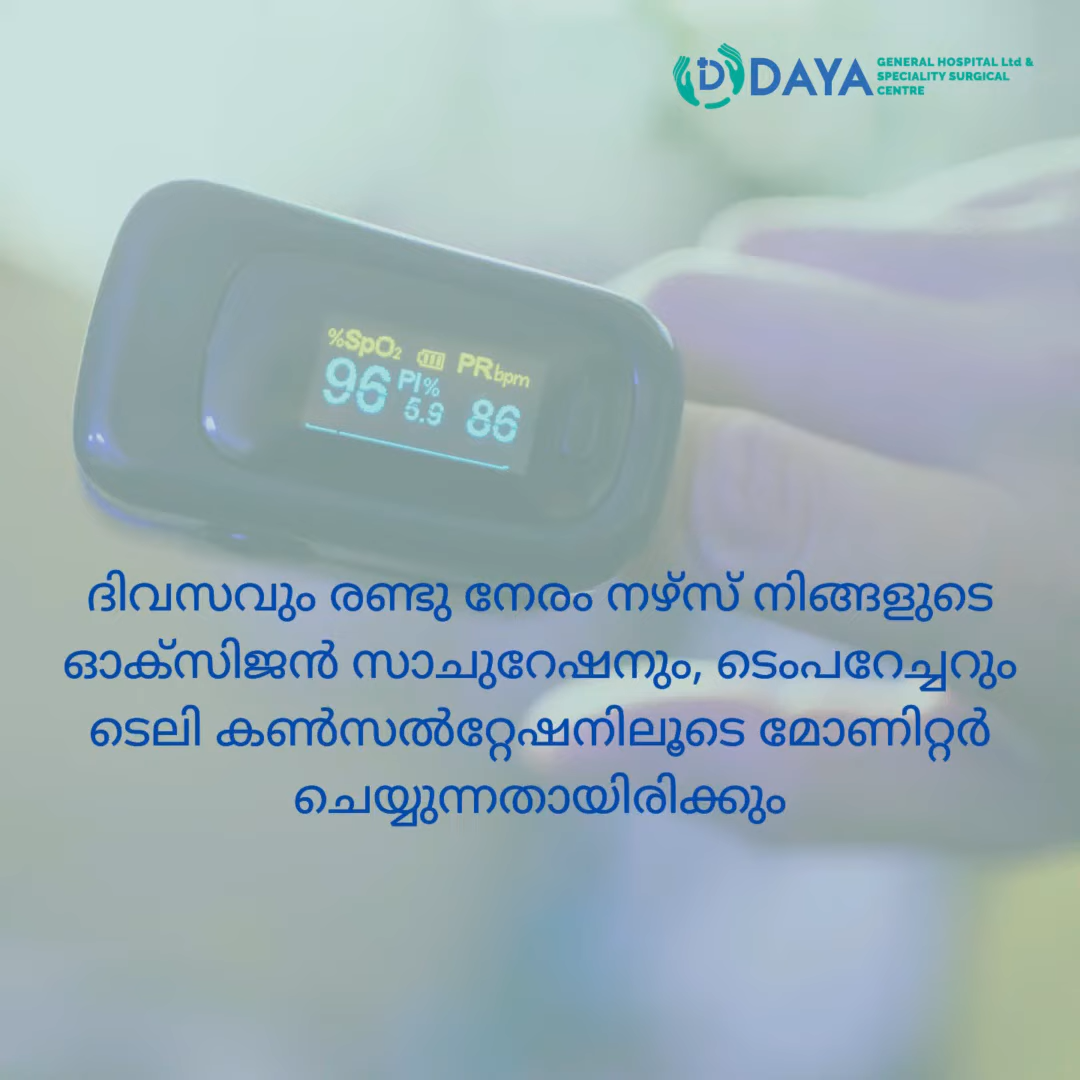 DAYA
GENERAL HOSPITAL Ltd &
SPECIALITY SURGICAL
CENTRE
%SpO₂ PRbpm
96 PI% 5.9 86
ദിവസവും രണ്ടു നേരം നഴ്സ് നിങ്ങളുടെ
ഓക്സിജൻ സാചുറേഷനും, ടെംപറേച്ചറും
ടെലി കൺസൽറ്റേഷനിലൂടെ മോണിറ്റർ
ചെയ്യുന്നതായിരിക്കും